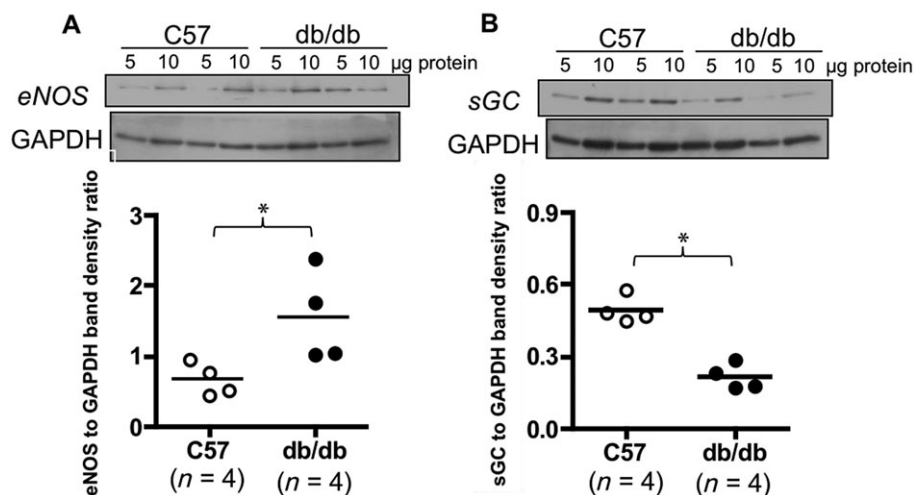 A
C57 db/db
5 10 5 10 5 10 5 10 µg protein
eNOS
GAPDH
eNOS to GAPDH band density ratio
3
2
1
0
*
C57 db/db
(n = 4) (n = 4)
B
C57 db/db
5 10 5 10 5 10 5 10 µg protein
sGC
GAPDH
sGC to GAPDH band density ratio
0.9
0.6
0.3
0.0
*
C57 db/db
(n = 4) (n = 4)